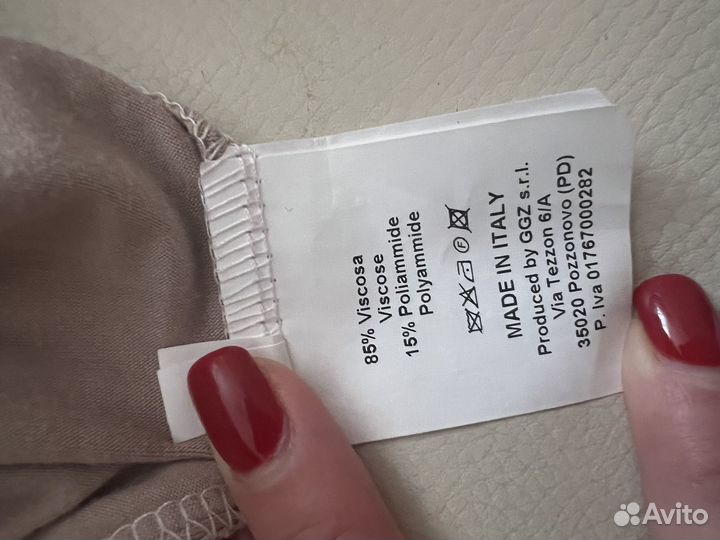 85% Viscosa
Viscose
15% Poliammide
Polyammide
F
MADE IN ITALY
Produced by GGZ s.r.l.
Via Tezzon 6/A
35020 Pozzonovo (PD)
P. Iva 01767000282
Avito